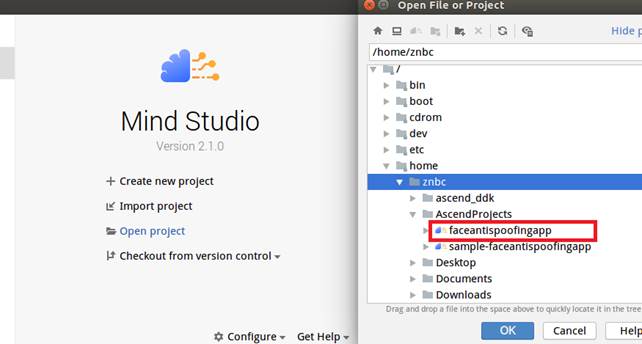 Open File or Project
Hide p
/home/znbc
Mind Studio
Version 2.1.0
Create new project
Import project
Open project
Checkout from version control
Configure
Get Help
/
bin
boot
cdrom
dev
etc
home
znbc
ascend_ddk
AscendProjects
faceantispoofingapp
sample-faceantispoofingapp
Desktop
Documents
Downloads
Drag and drop a file into the space above to quickly locate it in the tree
OK
Cancel
Help